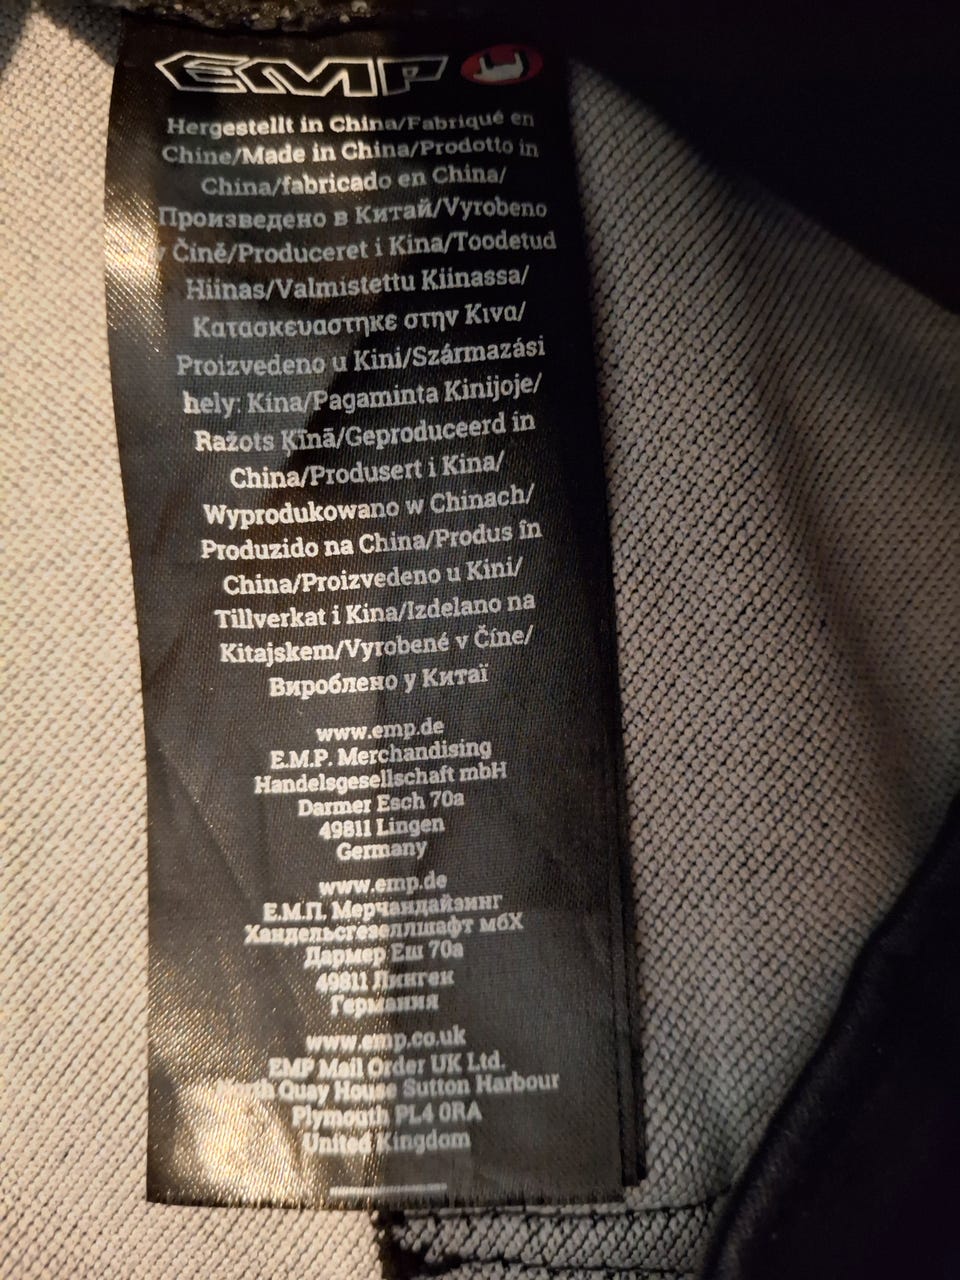 EMP
Hergestellt in China/Fabriqué en
Chine/Made in China/Prodotto in
China/fabricado en China/
Произведено в Китай/Vyrobeno
v Číně/Produceret i Kina/Toodetud
Hiinas/Valmistettu Kiinassa/
Κατασκευαστηκε στην Κινα/
Proizvedeno u Kini/Származási
hely: Kína/Pagaminta Kinijoje/
Ražots Ķīnā/Geproduceerd in
China/Produsert i Kina/
Wyprodukowano w Chinach/
Produzido na China/Produs în
China/Proizvedeno u Kini/
Tillverkat i Kina/Izdelano na
Kitajskem/Vyrobené v Číne/
Вироблено у Китаї
www.emp.de
E.M.P. Merchandising
Handelsgesellschaft mbH
Darmer Esch 70a
49811 Lingen
Germany
www.emp.de
Е.М.П. Мерчандайзинг
Хандельсгезеллшафт мбХ
Дармер Еш 70а
49811 Линген
Германия
www.emp.co.uk
EMP Mail Order UK Ltd.
North Quay House Sutton Harbour
Plymouth PL4 0RA
United Kingdom